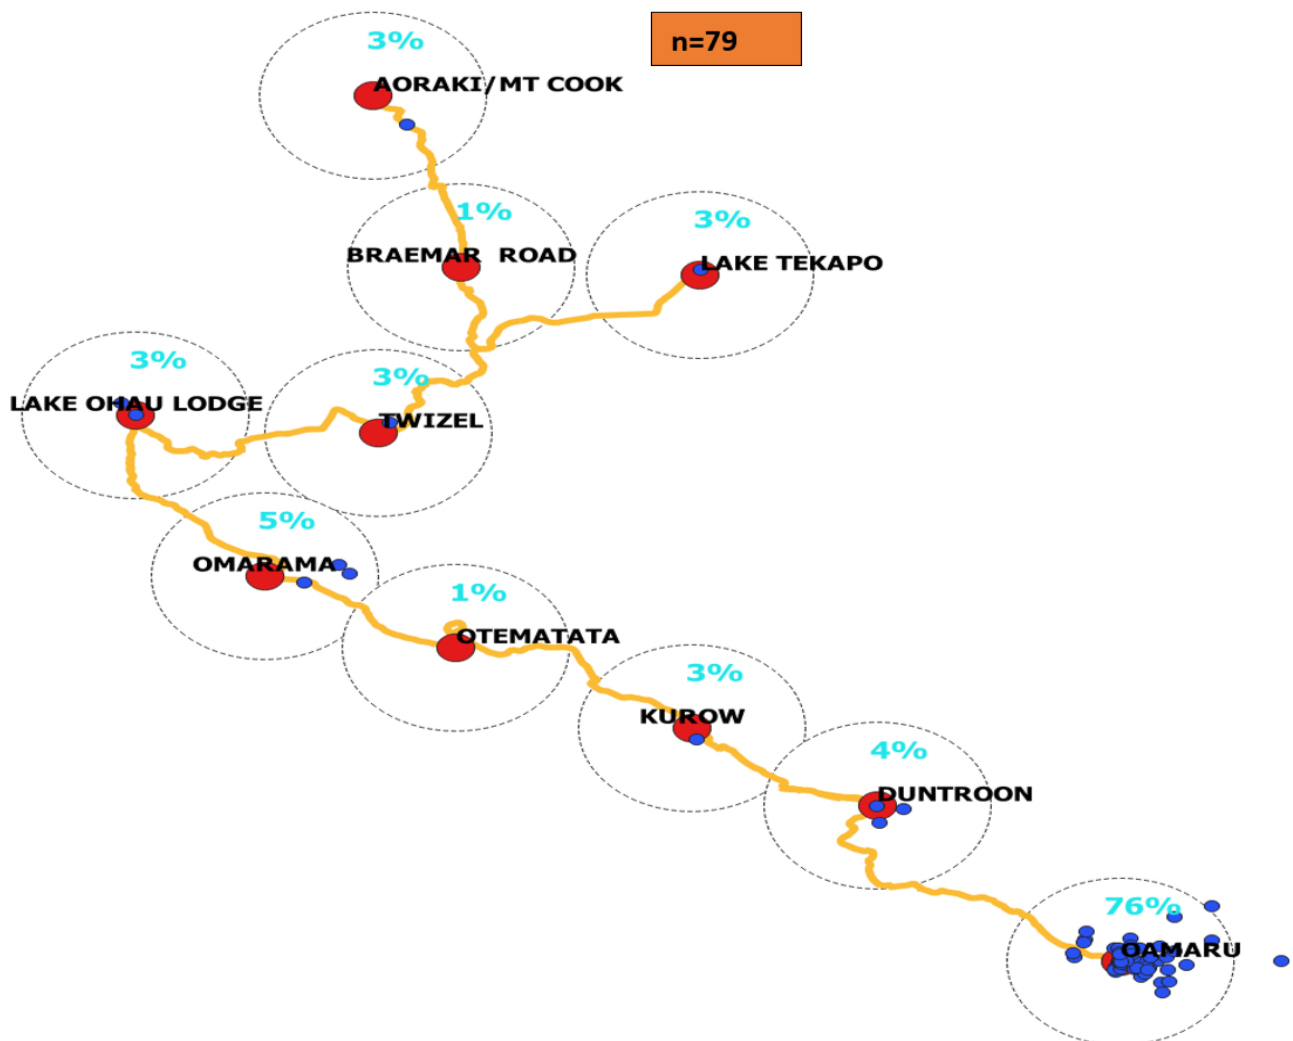 3%
n=79
AORAKI/MT COOK
1%
BRAEMAR ROAD
3%
LAKE TEKAPO
3%
LAKE OHAU LODGE
3%
TWIZEL
5%
OMARAMA
1%
OTEMATATA
3%
KUROW
4%
DUNTROON
76%
OAMARU